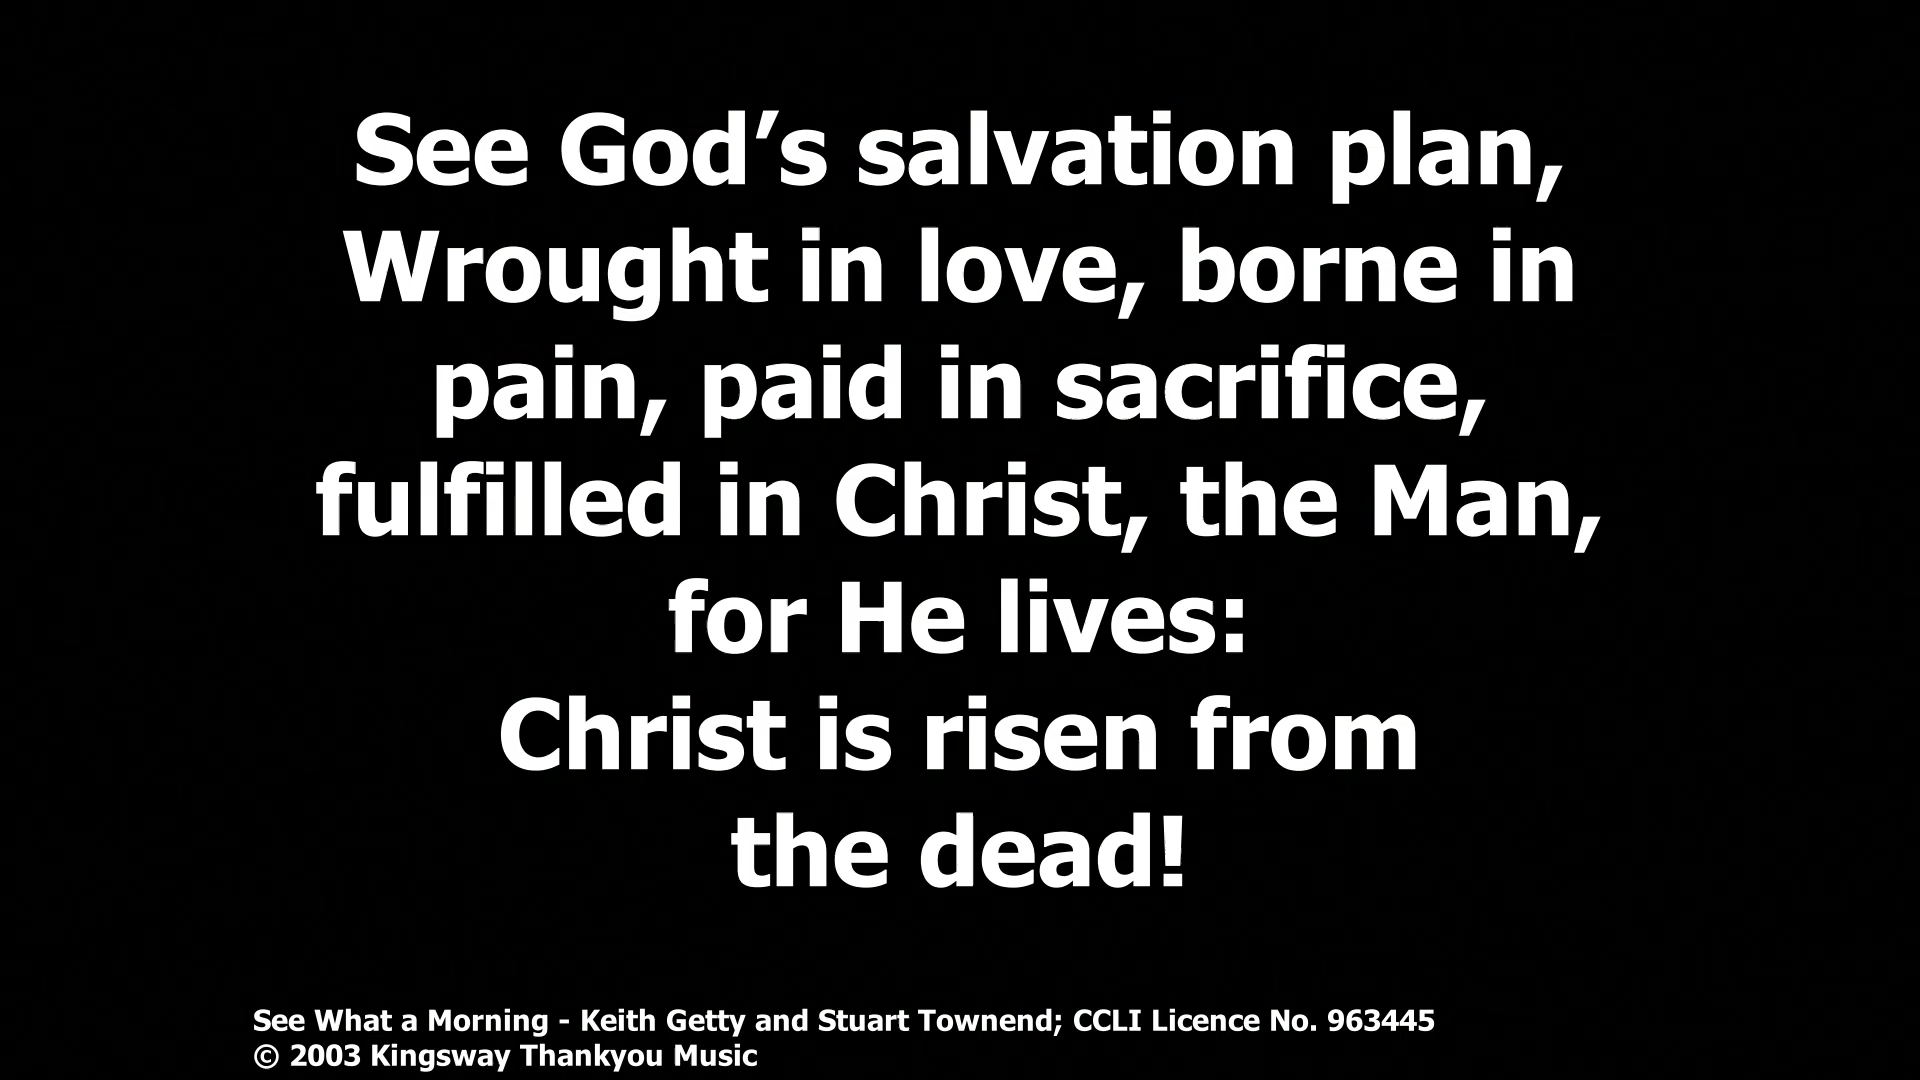 See God’s salvation plan,
Wrought in love, borne in
pain, paid in sacrifice,
fulfilled in Christ, the Man,
for He lives:
Christ is risen from
the dead!
See What a Morning - Keith Getty and Stuart Townend; CCLI Licence No. 963445
© 2003 Kingsway Thankyou Music